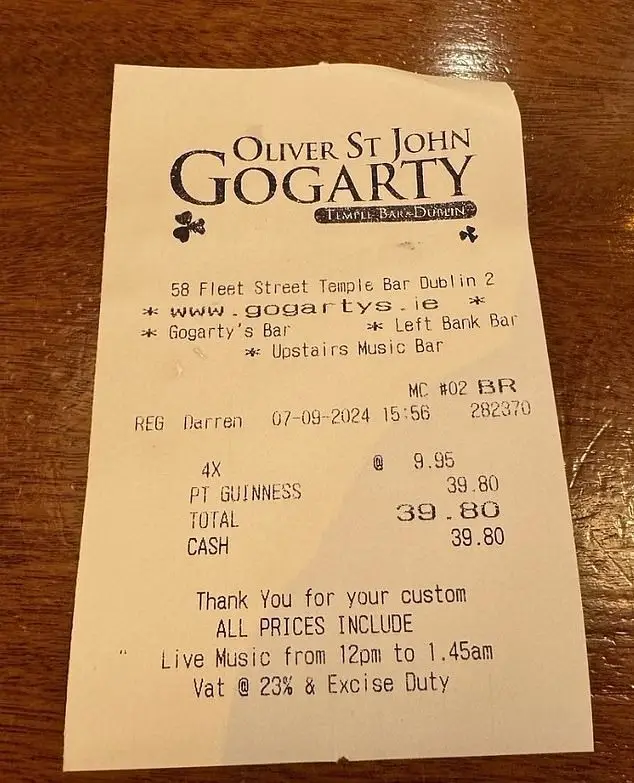 OLIVER ST JOHN
GOGARTY
TEMPLE BAR • DUBLIN
58 Fleet Street Temple Bar Dublin 2
* www.gogartys.ie *
* Gogarty's Bar * Left Bank Bar
* Upstairs Music Bar
MC #02 BR
REG Darren 07-09-2024 15:56 282370
4X @ 9.95
PT GUINNESS 39.80
TOTAL 39.80
CASH 39.80
Thank You for your custom
ALL PRICES INCLUDE
Live Music from 12pm to 1.45am
Vat @ 23% & Excise Duty